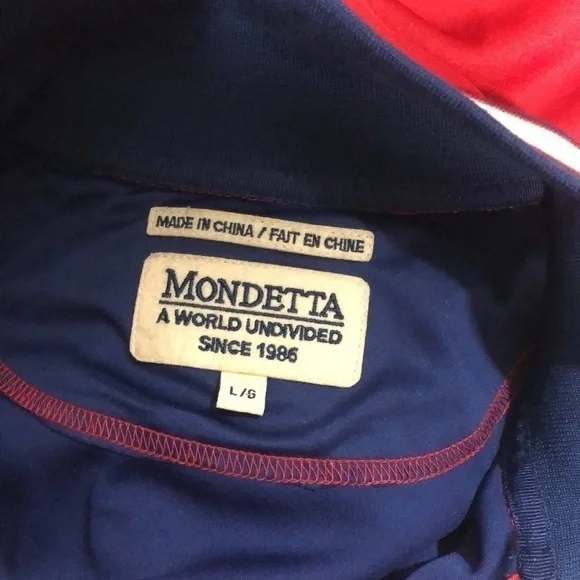 MADE IN CHINA / FAIT EN CHINE
MONDETTA
A WORLD UNDIVIDED
SINCE 1986
L/G